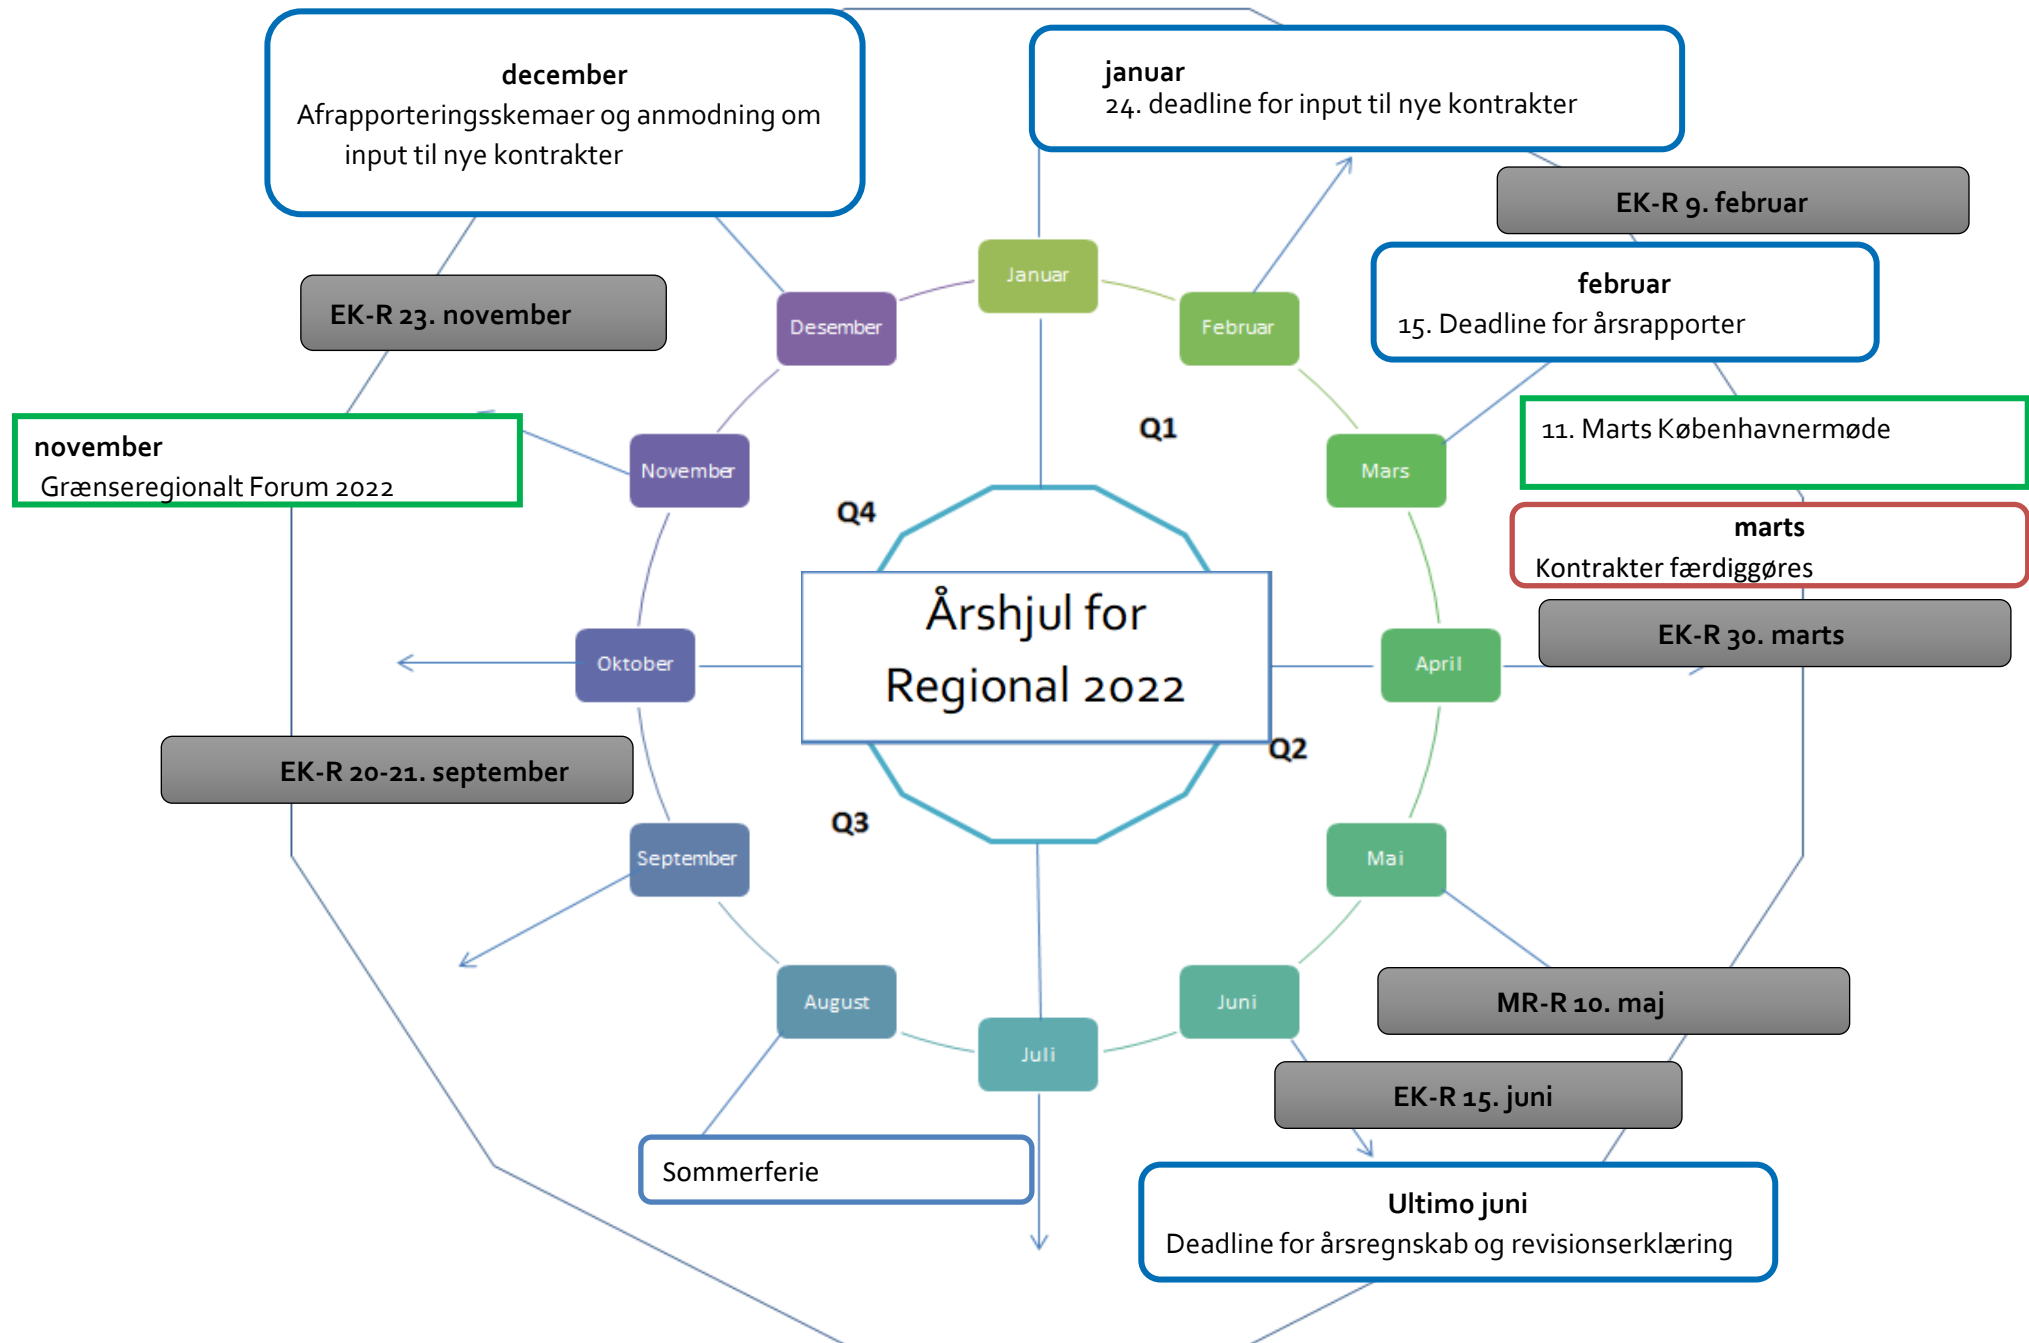 december
Afrapporteringsskemaer og anmodning om
input til nye kontrakter
januar
24. deadline for input til nye kontrakter
EK-R 9. februar
februar
15. Deadline for årsrapporter
EK-R 23. november
november
Grænseregionalt Forum 2022
11. Marts Københavnermøde
marts
Kontrakter færdiggøres
EK-R 30. marts
Januar
Februar
Mars
April
Mai
Juni
Juli
August
September
Oktober
November
Desember
Q1
Q2
Q3
Q4
Årshjul for
Regional 2022
EK-R 20-21. september
MR-R 10. maj
EK-R 15. juni
Sommerferie
Ultimo juni
Deadline for årsregnskab og revisionserklæring